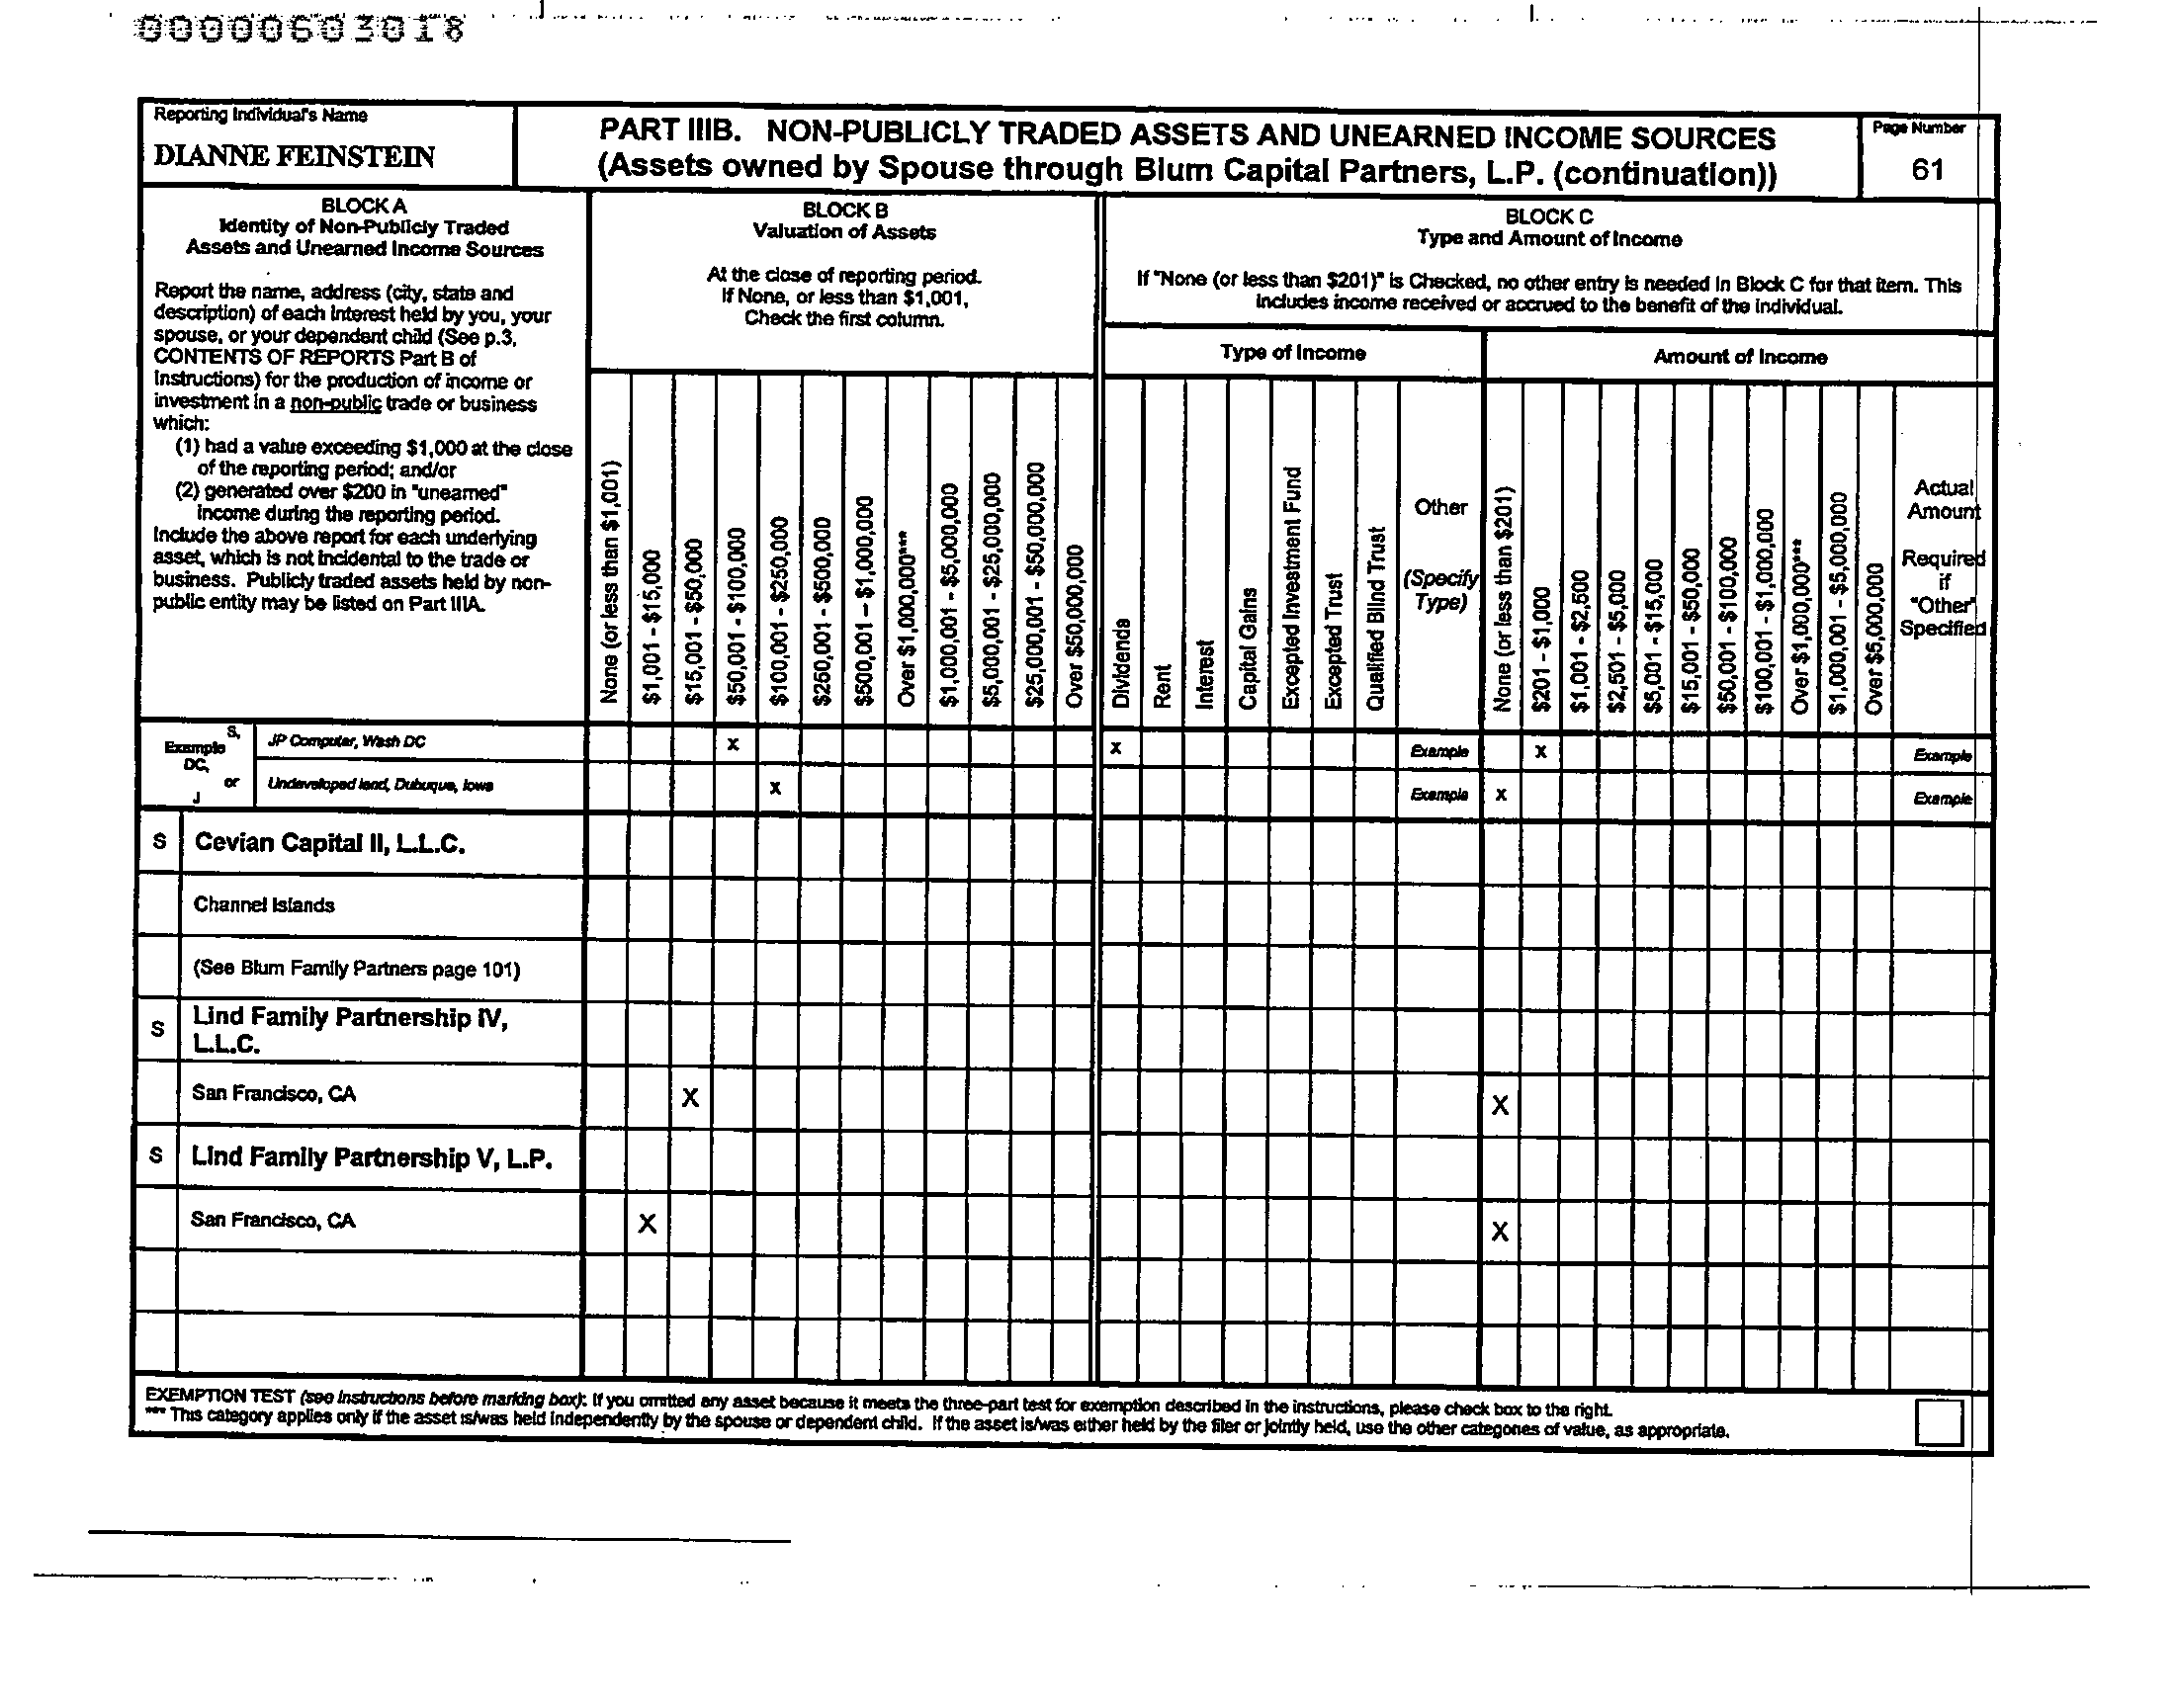 00000603018
Reporting Individual's Name
DIANNE FEINSTEIN
PART IIIB. NON-PUBLICLY TRADED ASSETS AND UNEARNED INCOME SOURCES
(Assets owned by Spouse through Blum Capital Partners, L.P. (continuation))
Page Number
61
BLOCK A
Identity of Non-Publicly Traded
Assets and Unearned Income Sources
Report the name, address (city, state and
description) of each interest held by you, your
spouse, or your dependent child (See p.3,
CONTENTS OF REPORTS Part B of
Instructions) for the production of income or
investment in a non-public trade or business
which:
(1) had a value exceeding $1,000 at the close
of the reporting period; and/or
(2) generated over $200 in "unearned"
income during the reporting period.
Include the above report for each underlying
asset, which is not incidental to the trade or
business. Publicly traded assets held by non-
public entity may be listed on Part IIIA.
BLOCK B
Valuation of Assets
At the close of reporting period.
If None, or less than $1,001,
Check the first column.
None (or less than $1,001)
$1,001 - $15,000
$15,001 - $50,000
$50,001 - $100,000
$100,001 - $250,000
$250,001 - $500,000
$500,001 - $1,000,000
Over $1,000,000***
$1,000,001 - $5,000,000
$5,000,001 - $25,000,000
$25,000,001 - $50,000,000
Over $50,000,000
BLOCK C
Type and Amount of Income
If "None (or less than $201)" is Checked, no other entry is needed in Block C for that item. This
includes income received or accrued to the benefit of the individual.
Type of Income
Dividends
Rent
Interest
Capital Gains
Excepted Investment Fund
Excepted Trust
Qualified Blind Trust
Other
(Specify
Type)
Amount of Income
None (or less than $201)
$201 - $1,000
$1,001 - $2,500
$2,501 - $5,000
$5,001 - $15,000
$15,001 - $50,000
$50,001 - $100,000
$100,001 - $1,000,000
Over $1,000,000***
$1,000,001 - $5,000,000
Over $5,000,000
Actual
Amount
Required
if
"Other"
Specified
Example
S,
DC,
or
J
JP Computer, Wash DC x x Example x Example
Undeveloped land, Dubuque, Iowa x Example x Example
S Cevian Capital II, L.L.C.
Channel Islands
(See Blum Family Partners page 101)
S Lind Family Partnership IV,
L.L.C.
San Francisco, CA X X
S Lind Family Partnership V, L.P.
San Francisco, CA X X
EXEMPTION TEST (see instructions before marking box): If you omitted any asset because it meets the three-part test for exemption described in the instructions, please check box to the right.
*** This category applies only if the asset is/was held independently by the spouse or dependent child. If the asset is/was either held by the filer or jointly held, use the other categories of value, as appropriate.